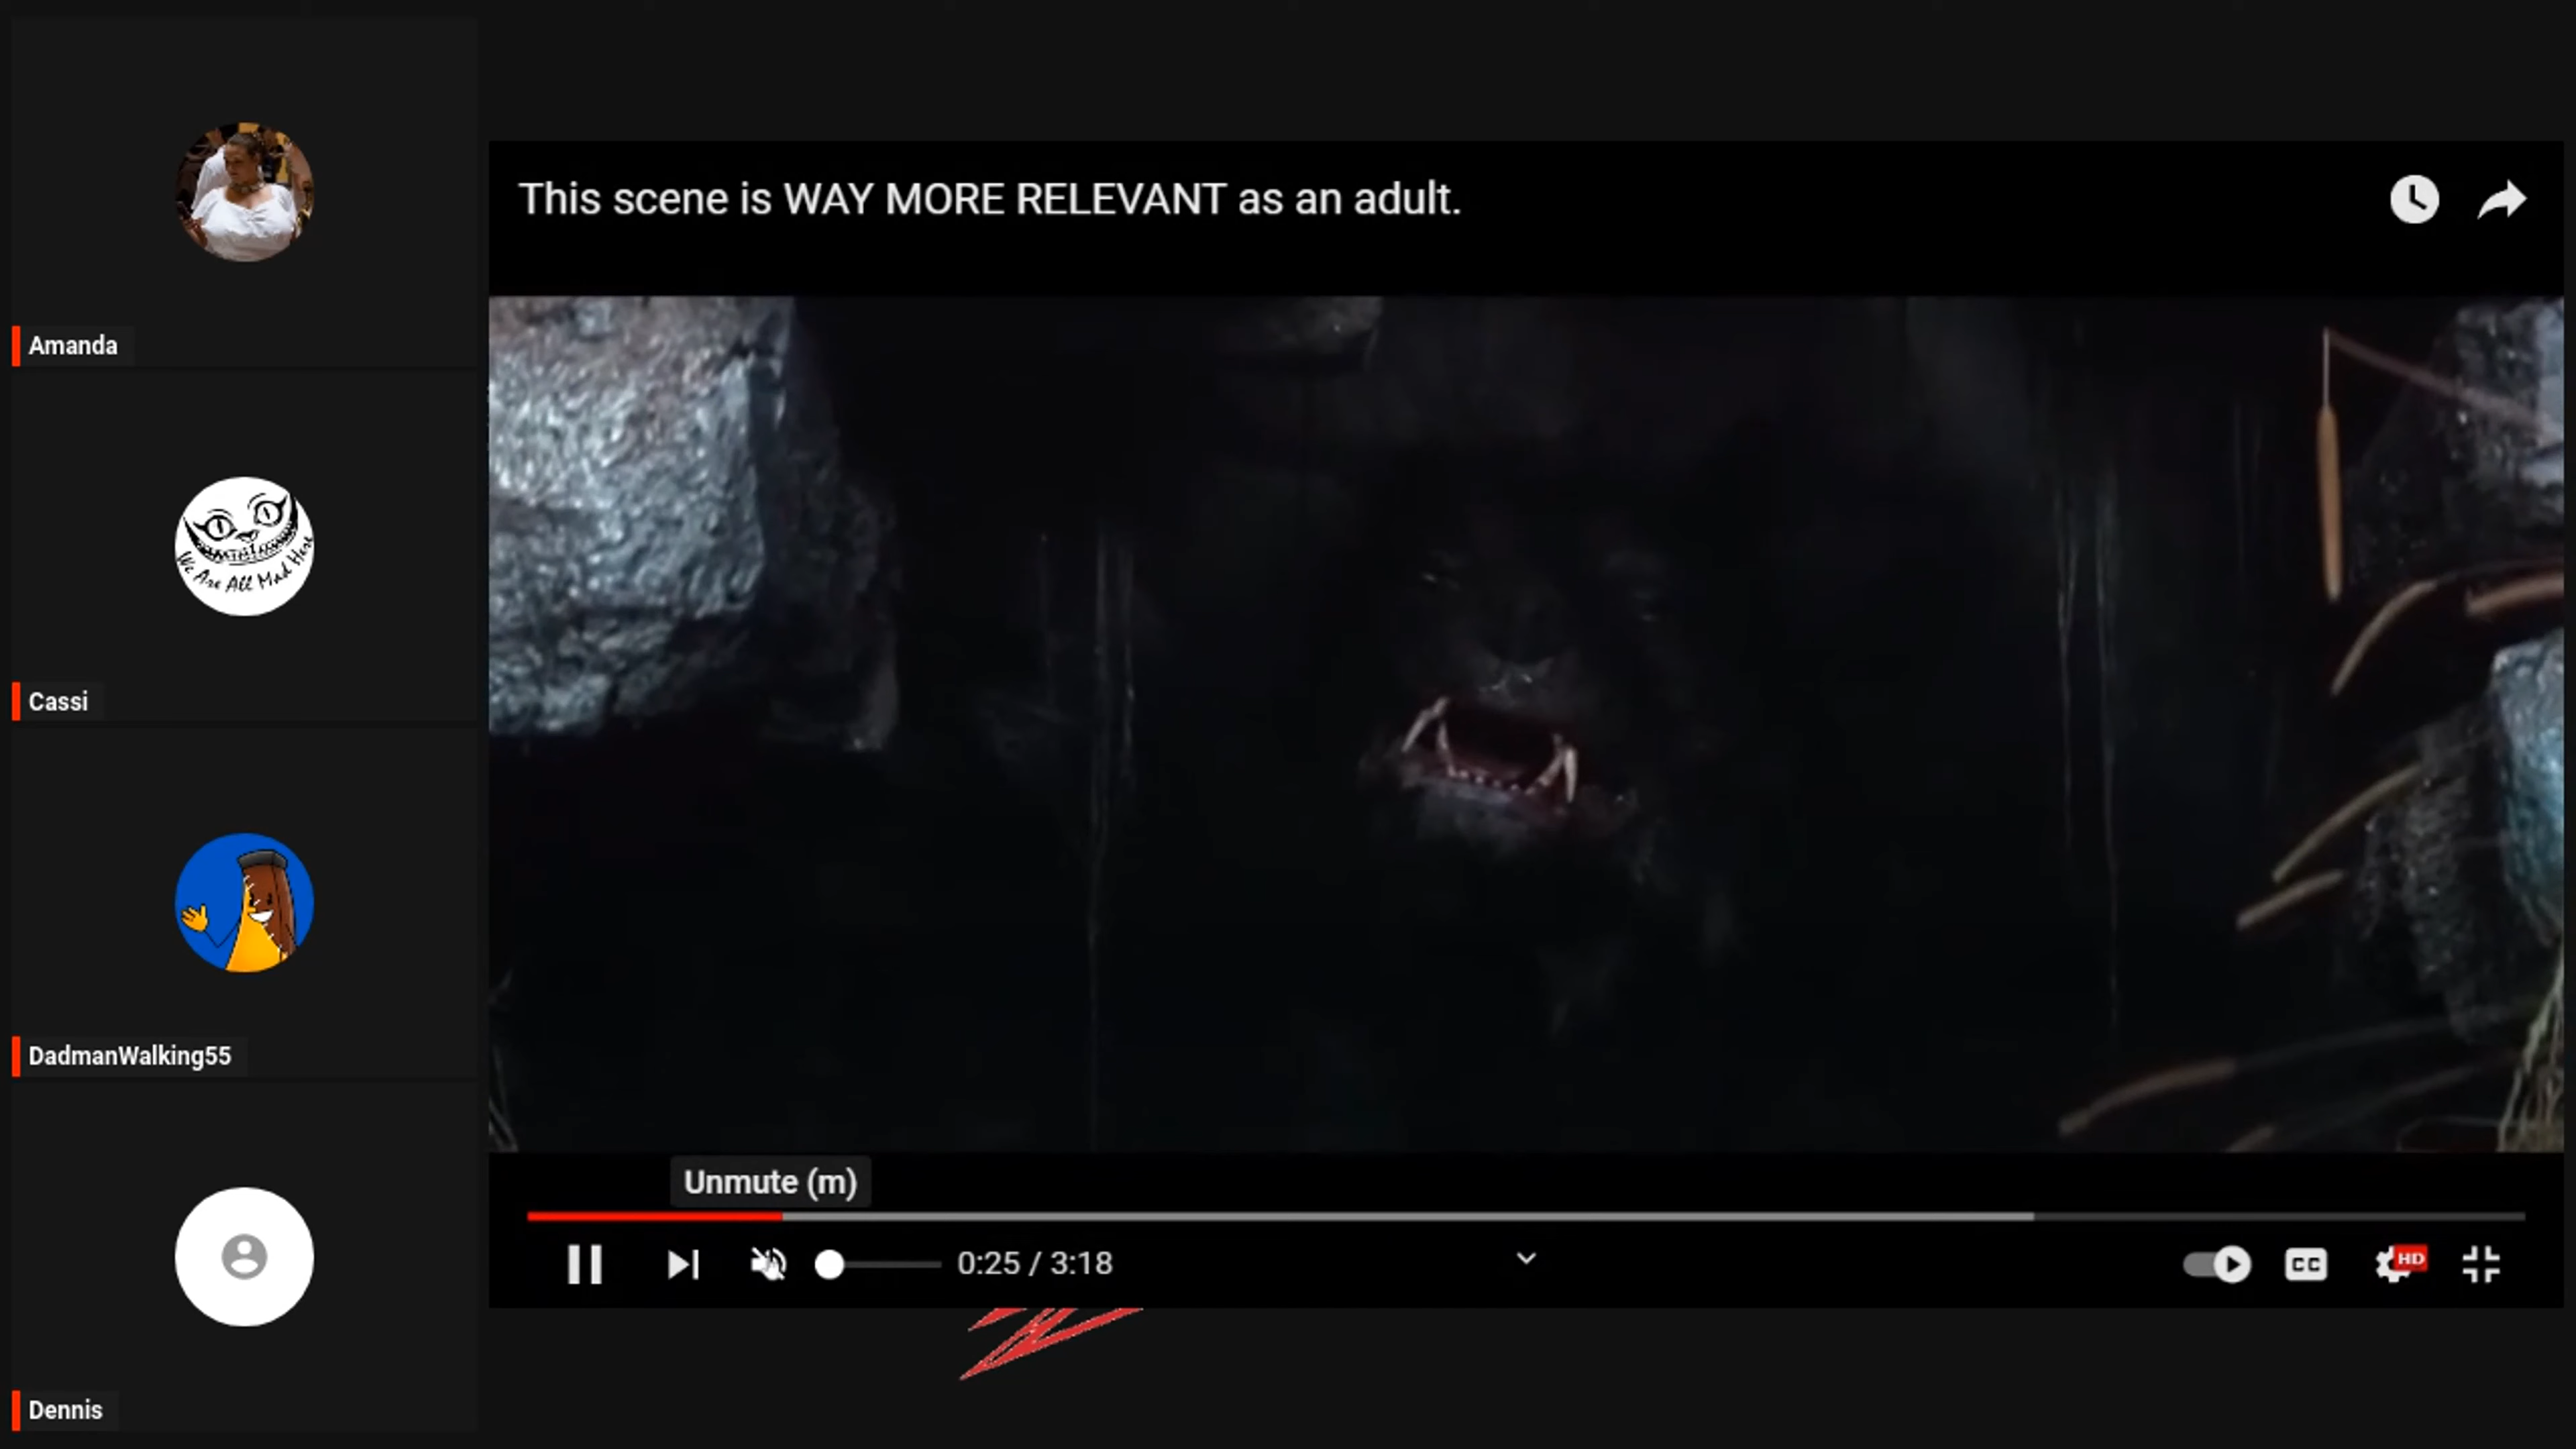 This scene is WAY MORE RELEVANT as an adult.
Amanda
We Are All Mad Here
Cassi
DadmanWalking55
Dennis
Unmute (m)
0:25 / 3:18
CC
HD